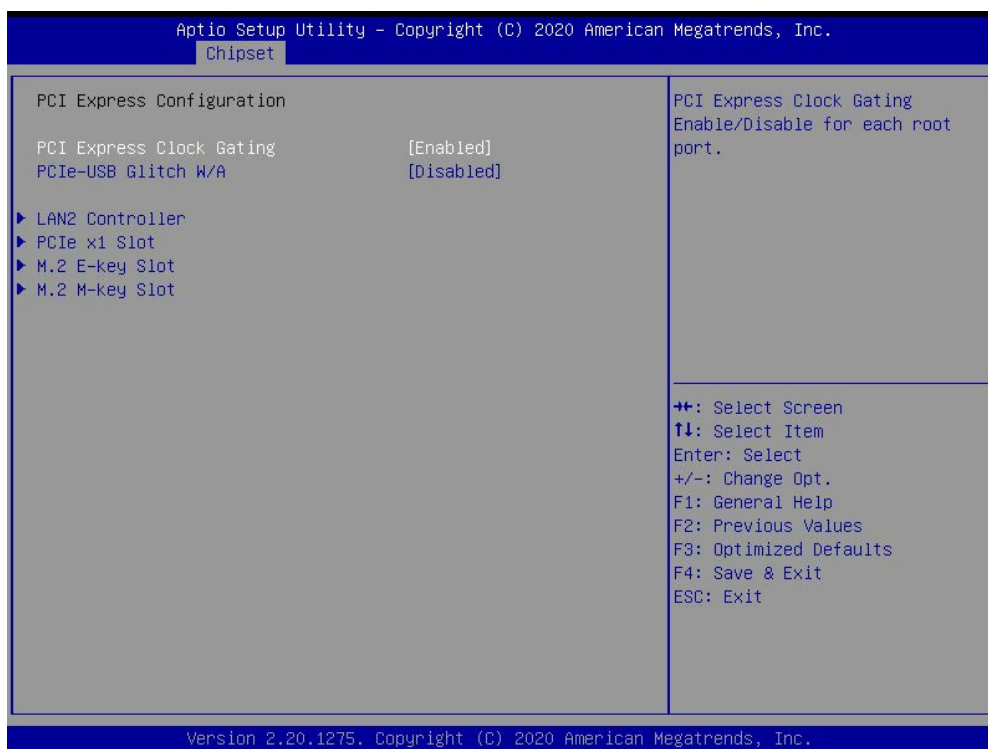 Aptio Setup Utility – Copyright (C) 2020 American Megatrends, Inc.
Chipset
PCI Express Configuration
PCI Express Clock Gating [Enabled]
PCIe-USB Glitch W/A [Disabled]
LAN2 Controller
PCIe x1 Slot
M.2 E-key Slot
M.2 M-key Slot
PCI Express Clock Gating
Enable/Disable for each root
port.
→←: Select Screen
↑↓: Select Item
Enter: Select
+/-: Change Opt.
F1: General Help
F2: Previous Values
F3: Optimized Defaults
F4: Save & Exit
ESC: Exit
Version 2.20.1275. Copyright (C) 2020 American Megatrends, Inc.